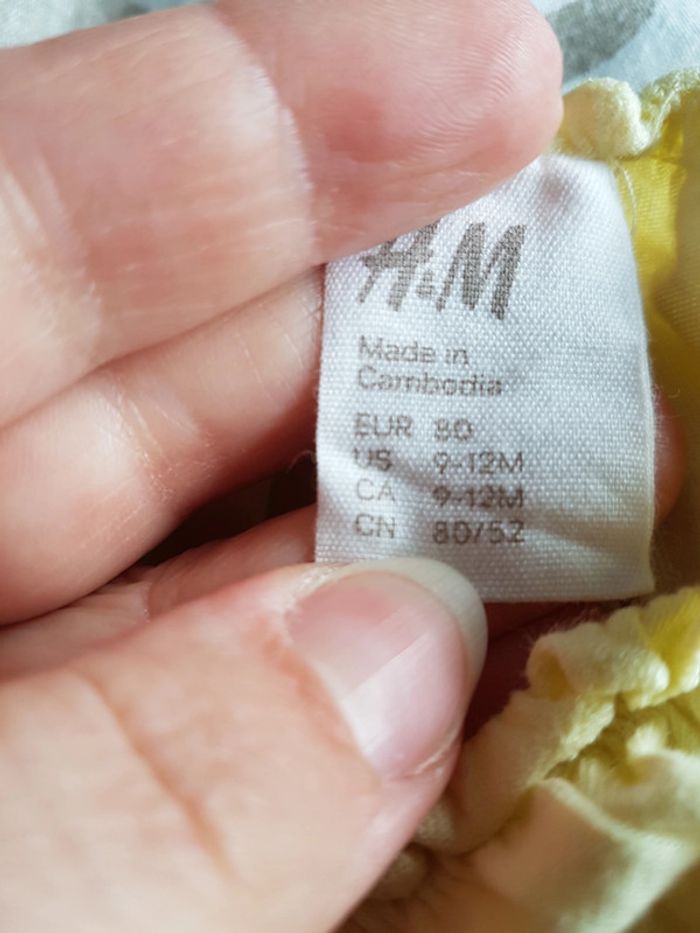 H&M
Made in
Cambodia
EUR 80
US 9-12M
CA 9-12M
CN 80/52